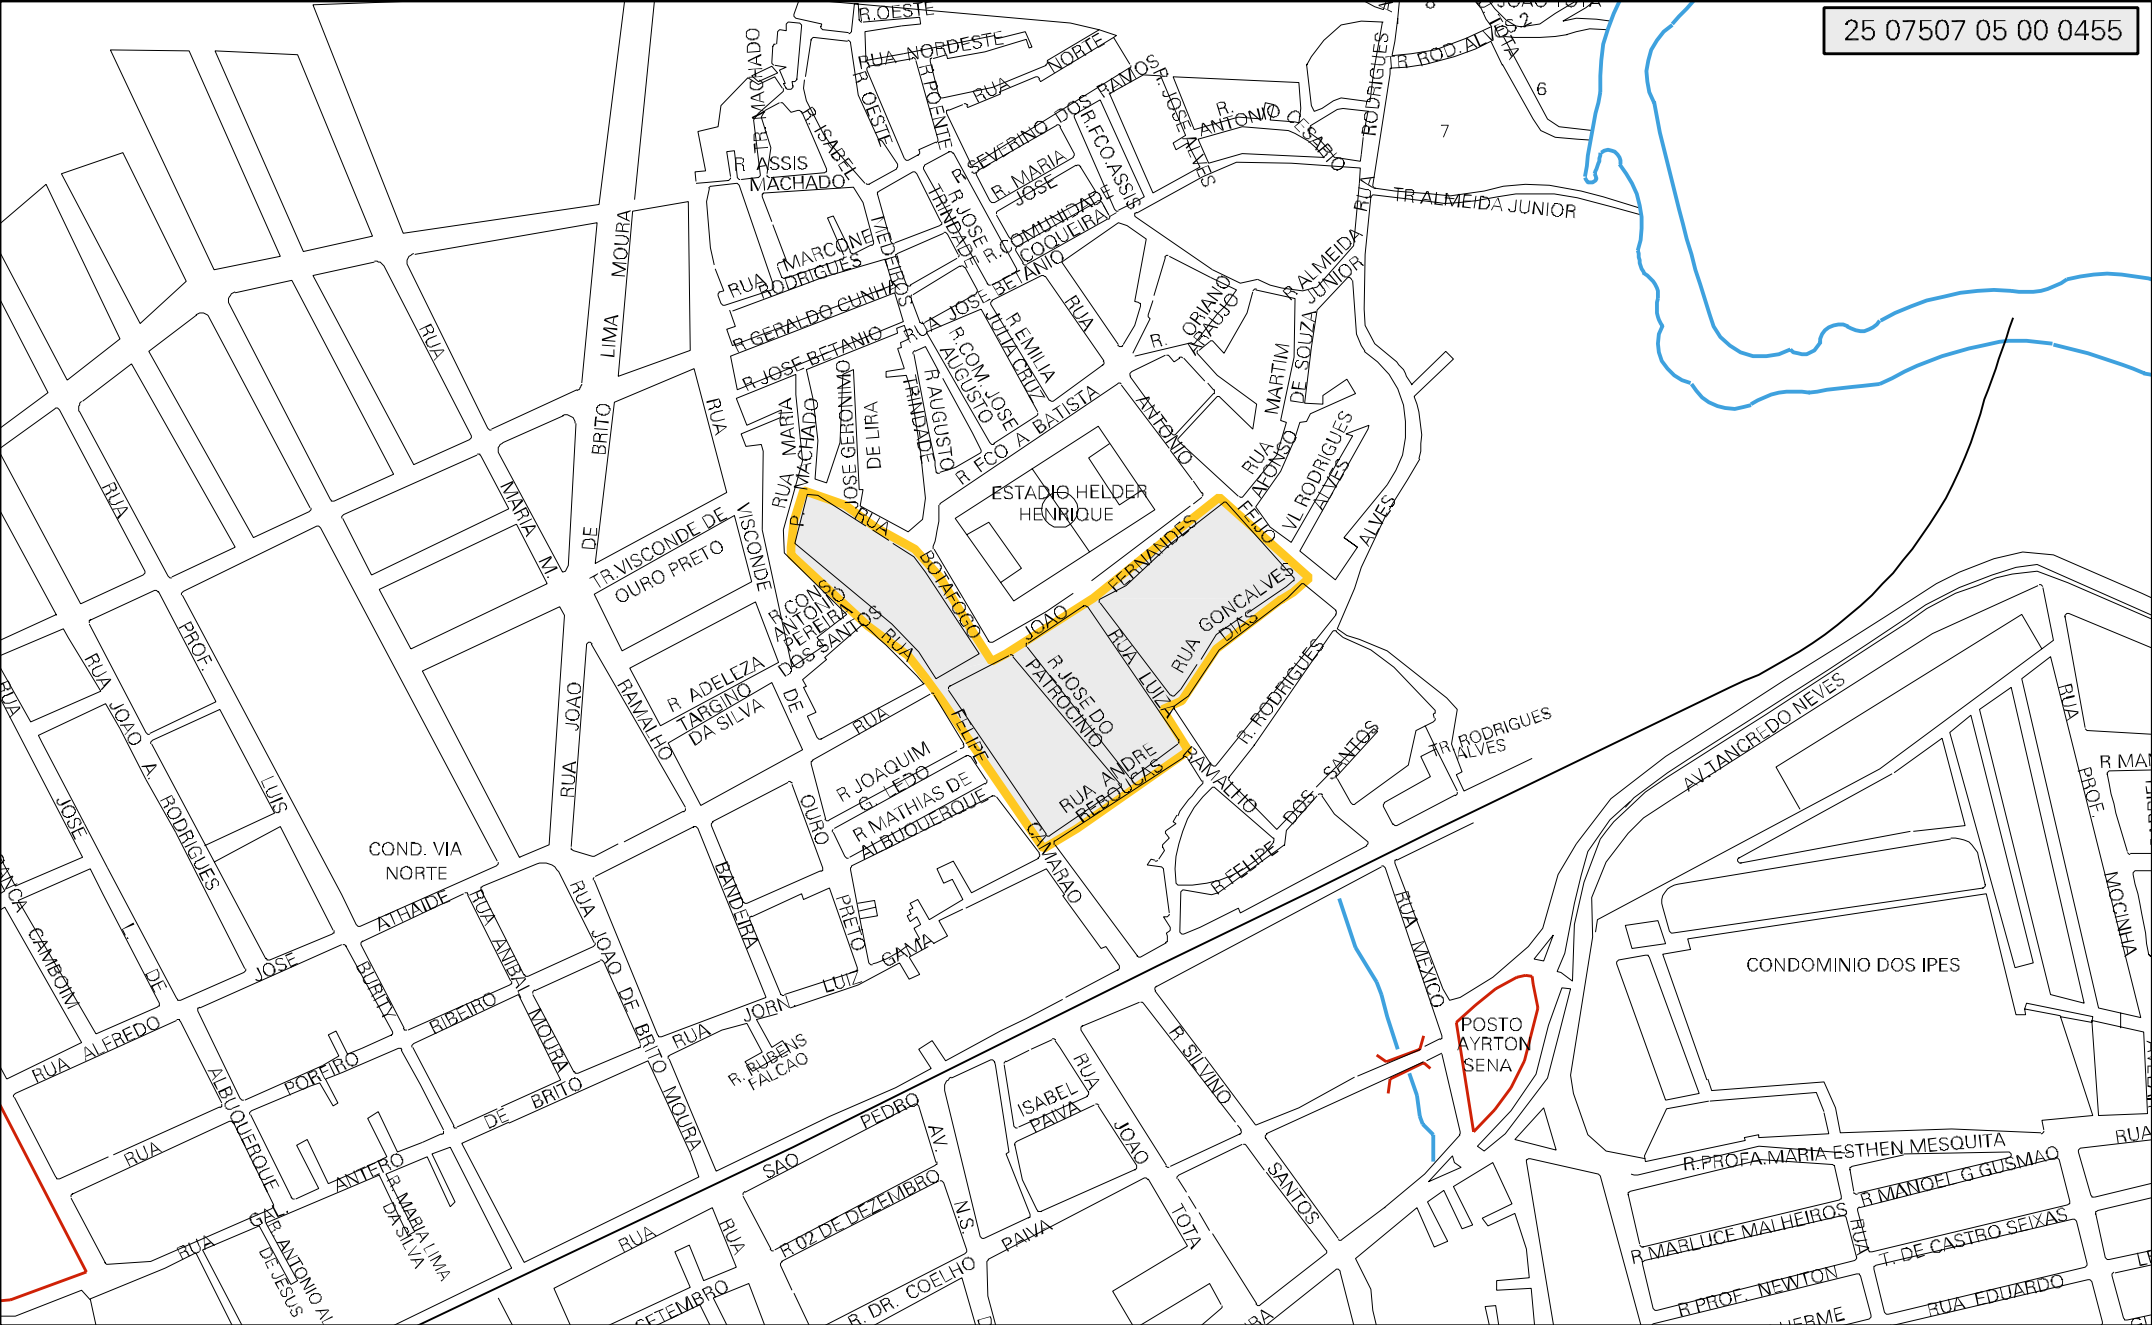 25 07507 05 00 0455
R.OESTE
RUA NORDESTE
RUA NORTE
R OESTE
R POENTE
TR. MACHADO
R. ISABEL
R ASSIS
MACHADO
R SEVERINO DOS RAMOS
R. MARIA
JOSE
R.FCO.ASSIS
R. JOSE ALVES
R.
ANTONIO
CESARIO
TR ROD.ALVES
2
6
7
RUA RODRIGUES
TR ALMEIDA JUNIOR
R ALMEIDA
JUNIOR
R JOSE
TRINDADE
R.COMUNIDADE
COQUEIRAL
RUA MARCONE
RODRIGUES
T.MEDEIROS
R GERALDO CUNHA
RUA JOSE BETANIO
R JOSE BETANIO
R EMILIA
JULIA CRUZ
R.COM. JOSE
AUGUSTO
R AUGUSTO
TRINDADE
RUA
R. ORIANO
ARAUJO
MARTIM
DE SOUZA
RUA
AFONSO
VL RODRIGUES
ALVES
ALVES
R FCO A BATISTA
ANTONIO
FEIJO
ESTADIO HELDER
HENRIQUE
RUA MARIA
P. MACHADO
JOSE GERONIMO
DE LIRA
RUA BOTAFOGO
JOAO FERNANDES
RUA GONCALVES
DIAS
RUA LUIZA
RAMALHO
R JOSE DO
PATROCINIO
RUA ANDRE
REBOUCAS
RUA FELIPE CAMARAO
R.CONS
ANTONIO
PEREIRA
DOS SANTOS
LIMA MOURA
BRITO
DE
RUA JOAO
RUA
RUA
MARIA M.
RUA
VISCONDE
DE
OURO
PRETO
TR.VISCONDE DE
OURO PRETO
R ADELEZA
TARGINO
DA SILVA
RAMALHO
RUA
R JOAQUIM
G. LEDO
R MATHIAS DE
ALBUQUERQUE
R. RODRIGUES
TR. RODRIGUES
ALVES
R.FELIPE DOS SANTOS
AV.TANCREDO NEVES
RUA
PROF.
MOCINHA
PROF.
LUIS
BURITY
RUA
JOAO
A.
RODRIGUES
RUA
JOSE
L.
DE
CAMBOIM
COND. VIA
NORTE
JOSE ATHAIDE
RUA ANIBAL
MOURA
RUA JOAO DE BRITO MOURA
BANDEIRA
RUA JORN LUIZ GAMA
R. RUBENS
FALCAO
RUA ALFREDO
RIBEIRO
RUA PORFIRO
ALBUQUERQUE
RUA GAL. ANTERO DE BRITO
R. MARIA LIMA
DA SILVA
DE JESUS
RUA SAO PEDRO
AV.
N.S.
R 02 DE DEZEMBRO
RUA
SETEMBRO
R. DR. COELHO
ISABEL
PAIVA
PAIVA
RUA
JOAO
TOTA
R. SILVINO
SANTOS
RUA MEXICO
POSTO
AYRTON
SENA
CONDOMINIO DOS IPES
R.PROFA.MARIA ESTHEN MESQUITA
R MANOEL G GUSMAO
R MARLUCE MALHEIROS
RUA
T. DE CASTRO SEIXAS
R PROF. NEWTON
RUA EDUARDO
RUA